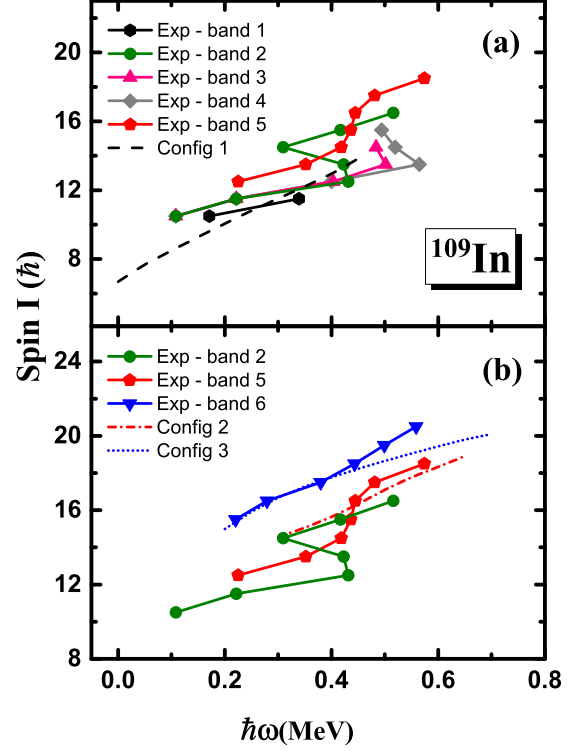 Exp - band 1
Exp - band 2
Exp - band 3
Exp - band 4
Exp - band 5
Config 1
(a)
¹⁰⁹In
22
20
16
12
8
Spin I (ℏ)
Exp - band 2
Exp - band 5
Exp - band 6
Config 2
Config 3
(b)
24
20
16
12
8
0.0 0.2 0.4 0.6 0.8
ℏω(MeV)